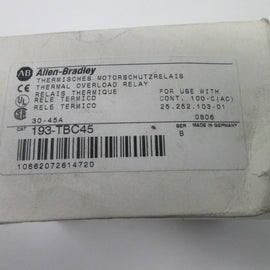 AB Allen-Bradley
THERMISCHES MOTORSCHUTZRELAIS
THERMAL OVERLOAD RELAY
RELAIS THERMIQUE
RELE TERMICO
RELE TERMICO
FOR USE WITH
CONT. 100-C(AC)
25.252.103-01
30-45A
0806
CAT 193-TBC45
SER B
MADE IN GERMANY
10662072614720